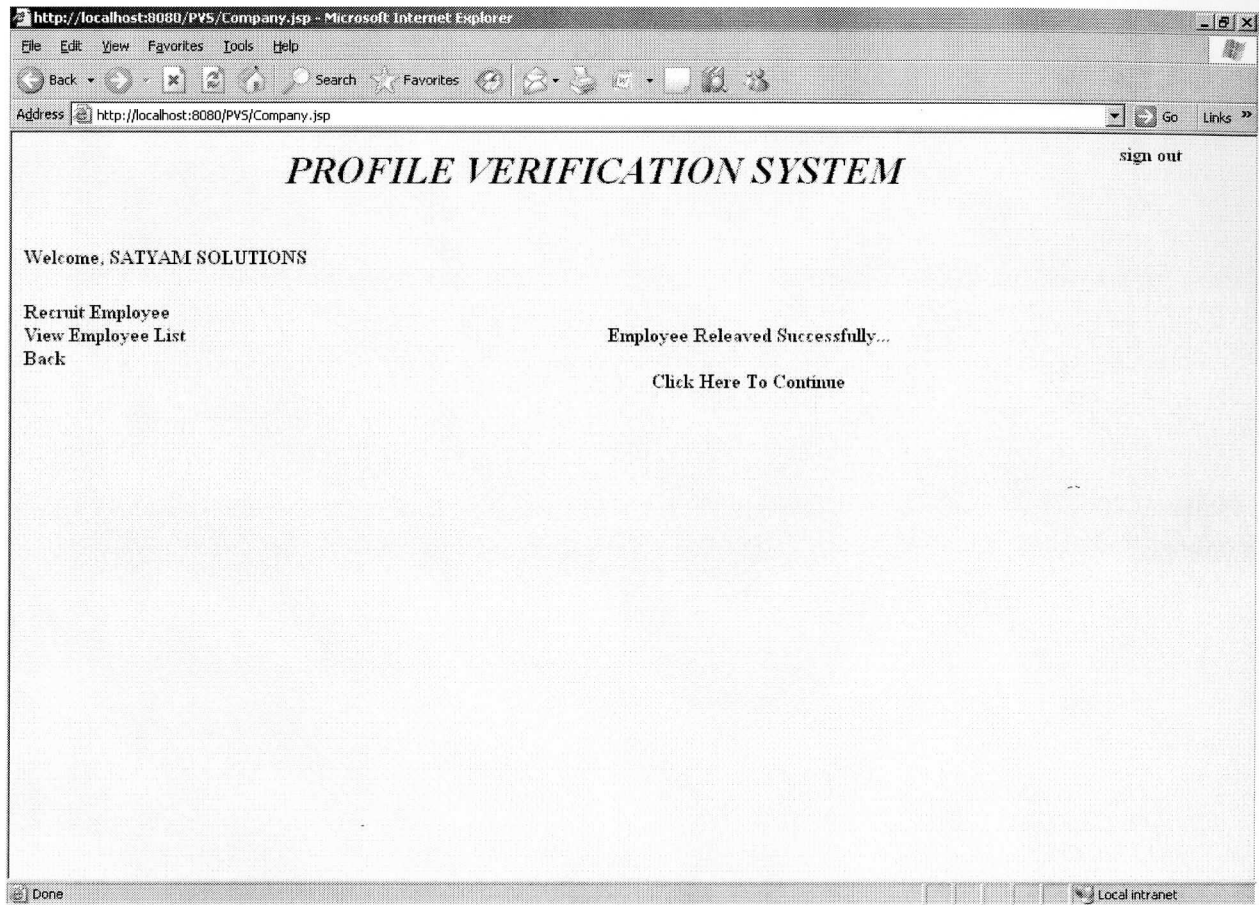 http://localhost:8080/PVS/Company.jsp - Microsoft Internet Explorer
File Edit View Favorites Tools Help
Back Search Favorites
Address http://localhost:8080/PVS/Company.jsp Go Links »
PROFILE VERIFICATION SYSTEM
sign out
Welcome, SATYAM SOLUTIONS
Recruit Employee
View Employee List
Back
Employee Releaved Successfully...
Click Here To Continue
Done Local intranet